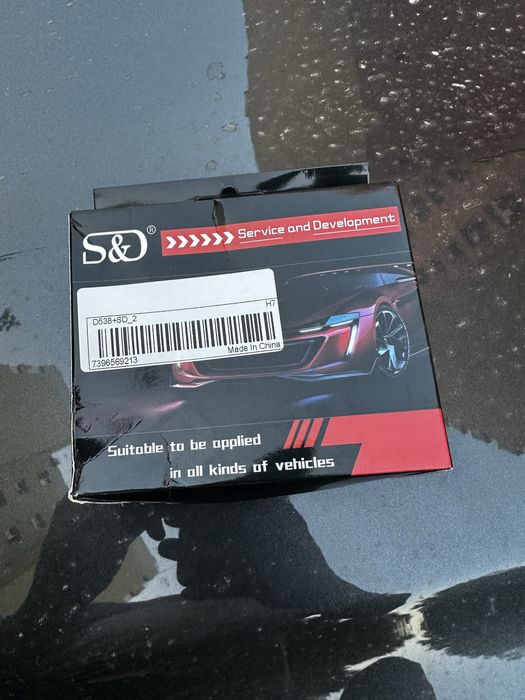 S&D®
Service and Development
H7
D538+SD_2
7396569213
Made In China
Suitable to be applied
in all kinds of vehicles